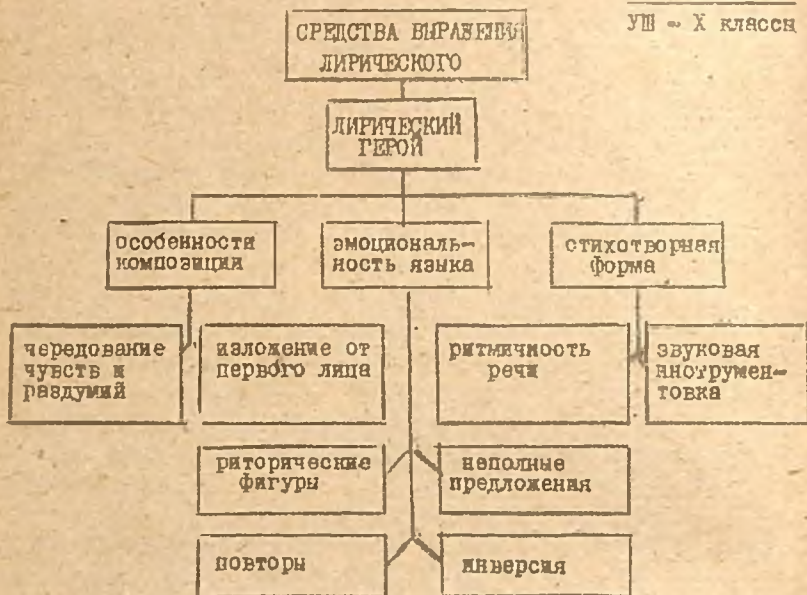 УШ - X классы
СРЕДСТВА ВЫРАЖЕНИЯ
ЛИРИЧЕСКОГО
ЛИРИЧЕСКИЙ
ГЕРОЙ
особенности
композиции
эмоциональ-
ность языка
стихотворная
форма
чередование
чувств и
раздумий
изложение от
первого лица
ритмичность
речи
звуковая
инструмен-
товка
риторические
фигуры
неполные
предложения
повторы
инверсия